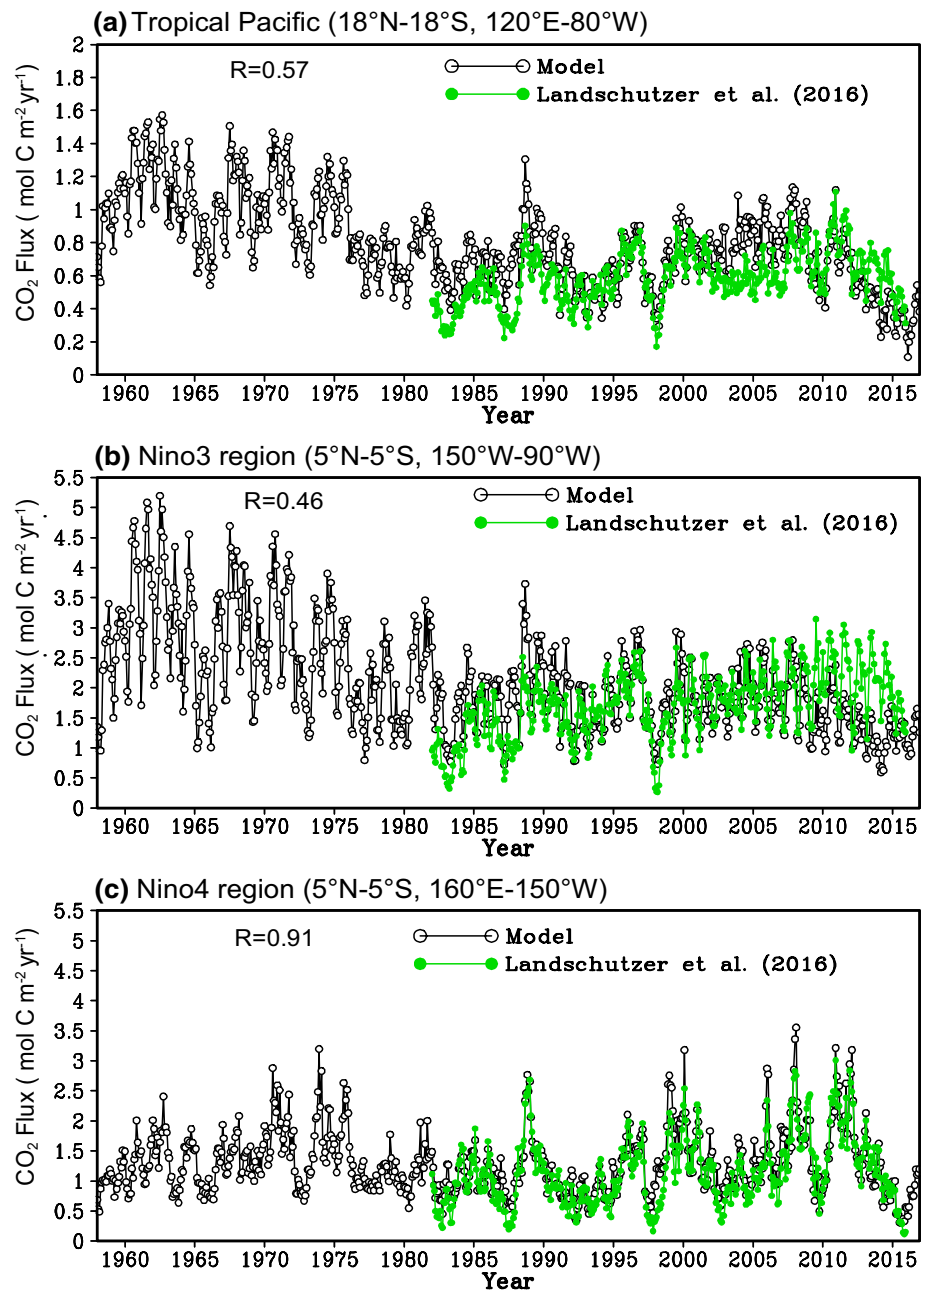 (a) Tropical Pacific (18°N-18°S, 120°E-80°W)
CO2 Flux ( mol C m-2 yr-1)
2
1.8
1.6
1.4
1.2
1
0.8
0.6
0.4
0.2
0
R=0.57
Model
Landschutzer et al. (2016)
1960 1965 1970 1975 1980 1985 1990 1995 2000 2005 2010 2015
Year
(b) Nino3 region (5°N-5°S, 150°W-90°W)
CO2 Flux ( mol C m-2 yr-1)
5.5
5
4.5
4
3.5
3
2.5
2
1.5
1
0.5
0
R=0.46
Model
Landschutzer et al. (2016)
1960 1965 1970 1975 1980 1985 1990 1995 2000 2005 2010 2015
Year
(c) Nino4 region (5°N-5°S, 160°E-150°W)
CO2 Flux ( mol C m-2 yr-1)
5.5
5
4.5
4
3.5
3
2.5
2
1.5
1
0.5
0
R=0.91
Model
Landschutzer et al. (2016)
1960 1965 1970 1975 1980 1985 1990 1995 2000 2005 2010 2015
Year